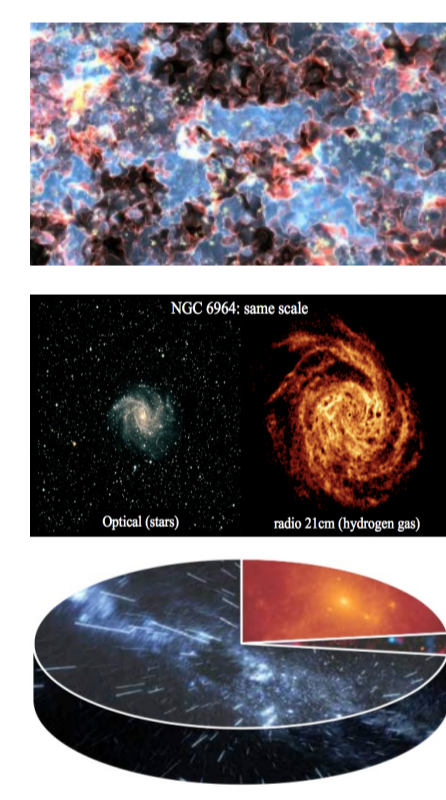 NGC 6964: same scale
Optical (stars)
radio 21cm (hydrogen gas)